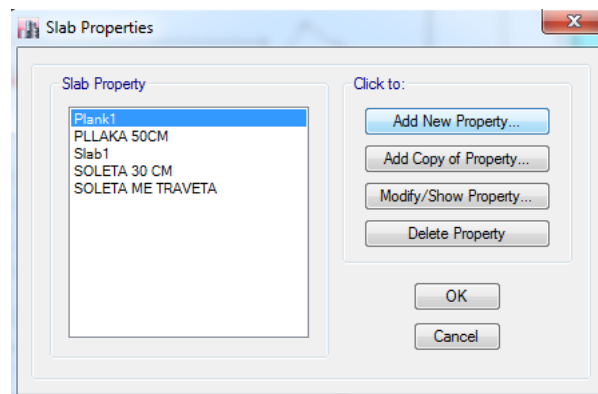 Slab Properties
Slab Property
Plank1
PLLAKA 50CM
Slab1
SOLETA 30 CM
SOLETA ME TRAVETA
Click to:
Add New Property...
Add Copy of Property...
Modify/Show Property...
Delete Property
OK
Cancel